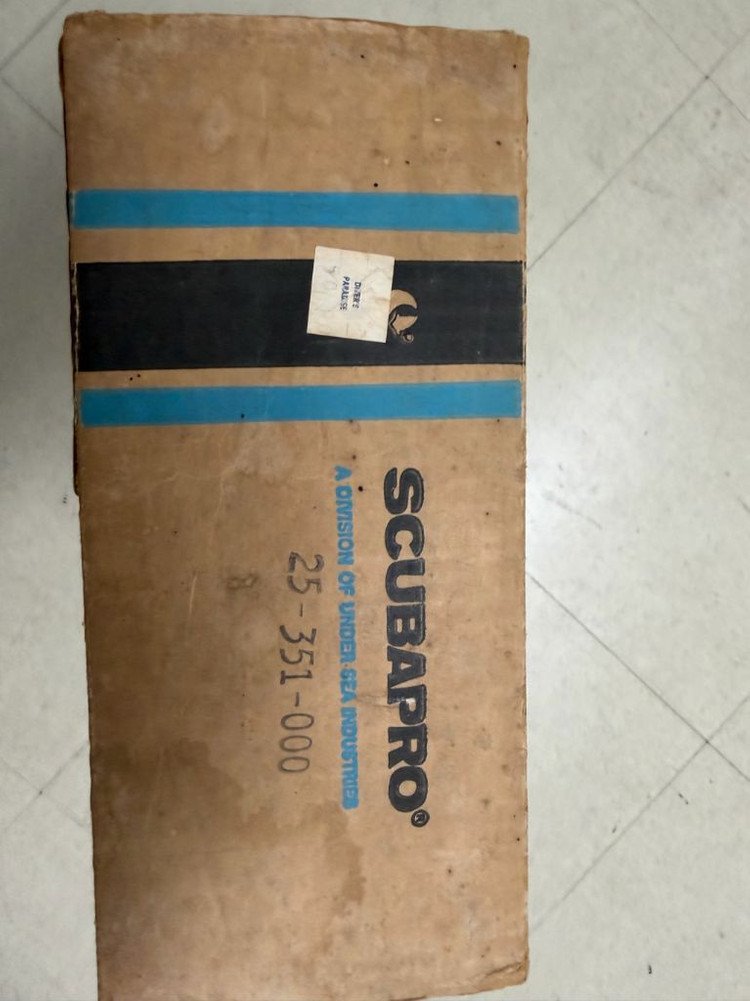 DIVER'S
PARADISE
SCUBAPRO®
A DIVISION OF UNDER SEA INDUSTRIES
25-351-000